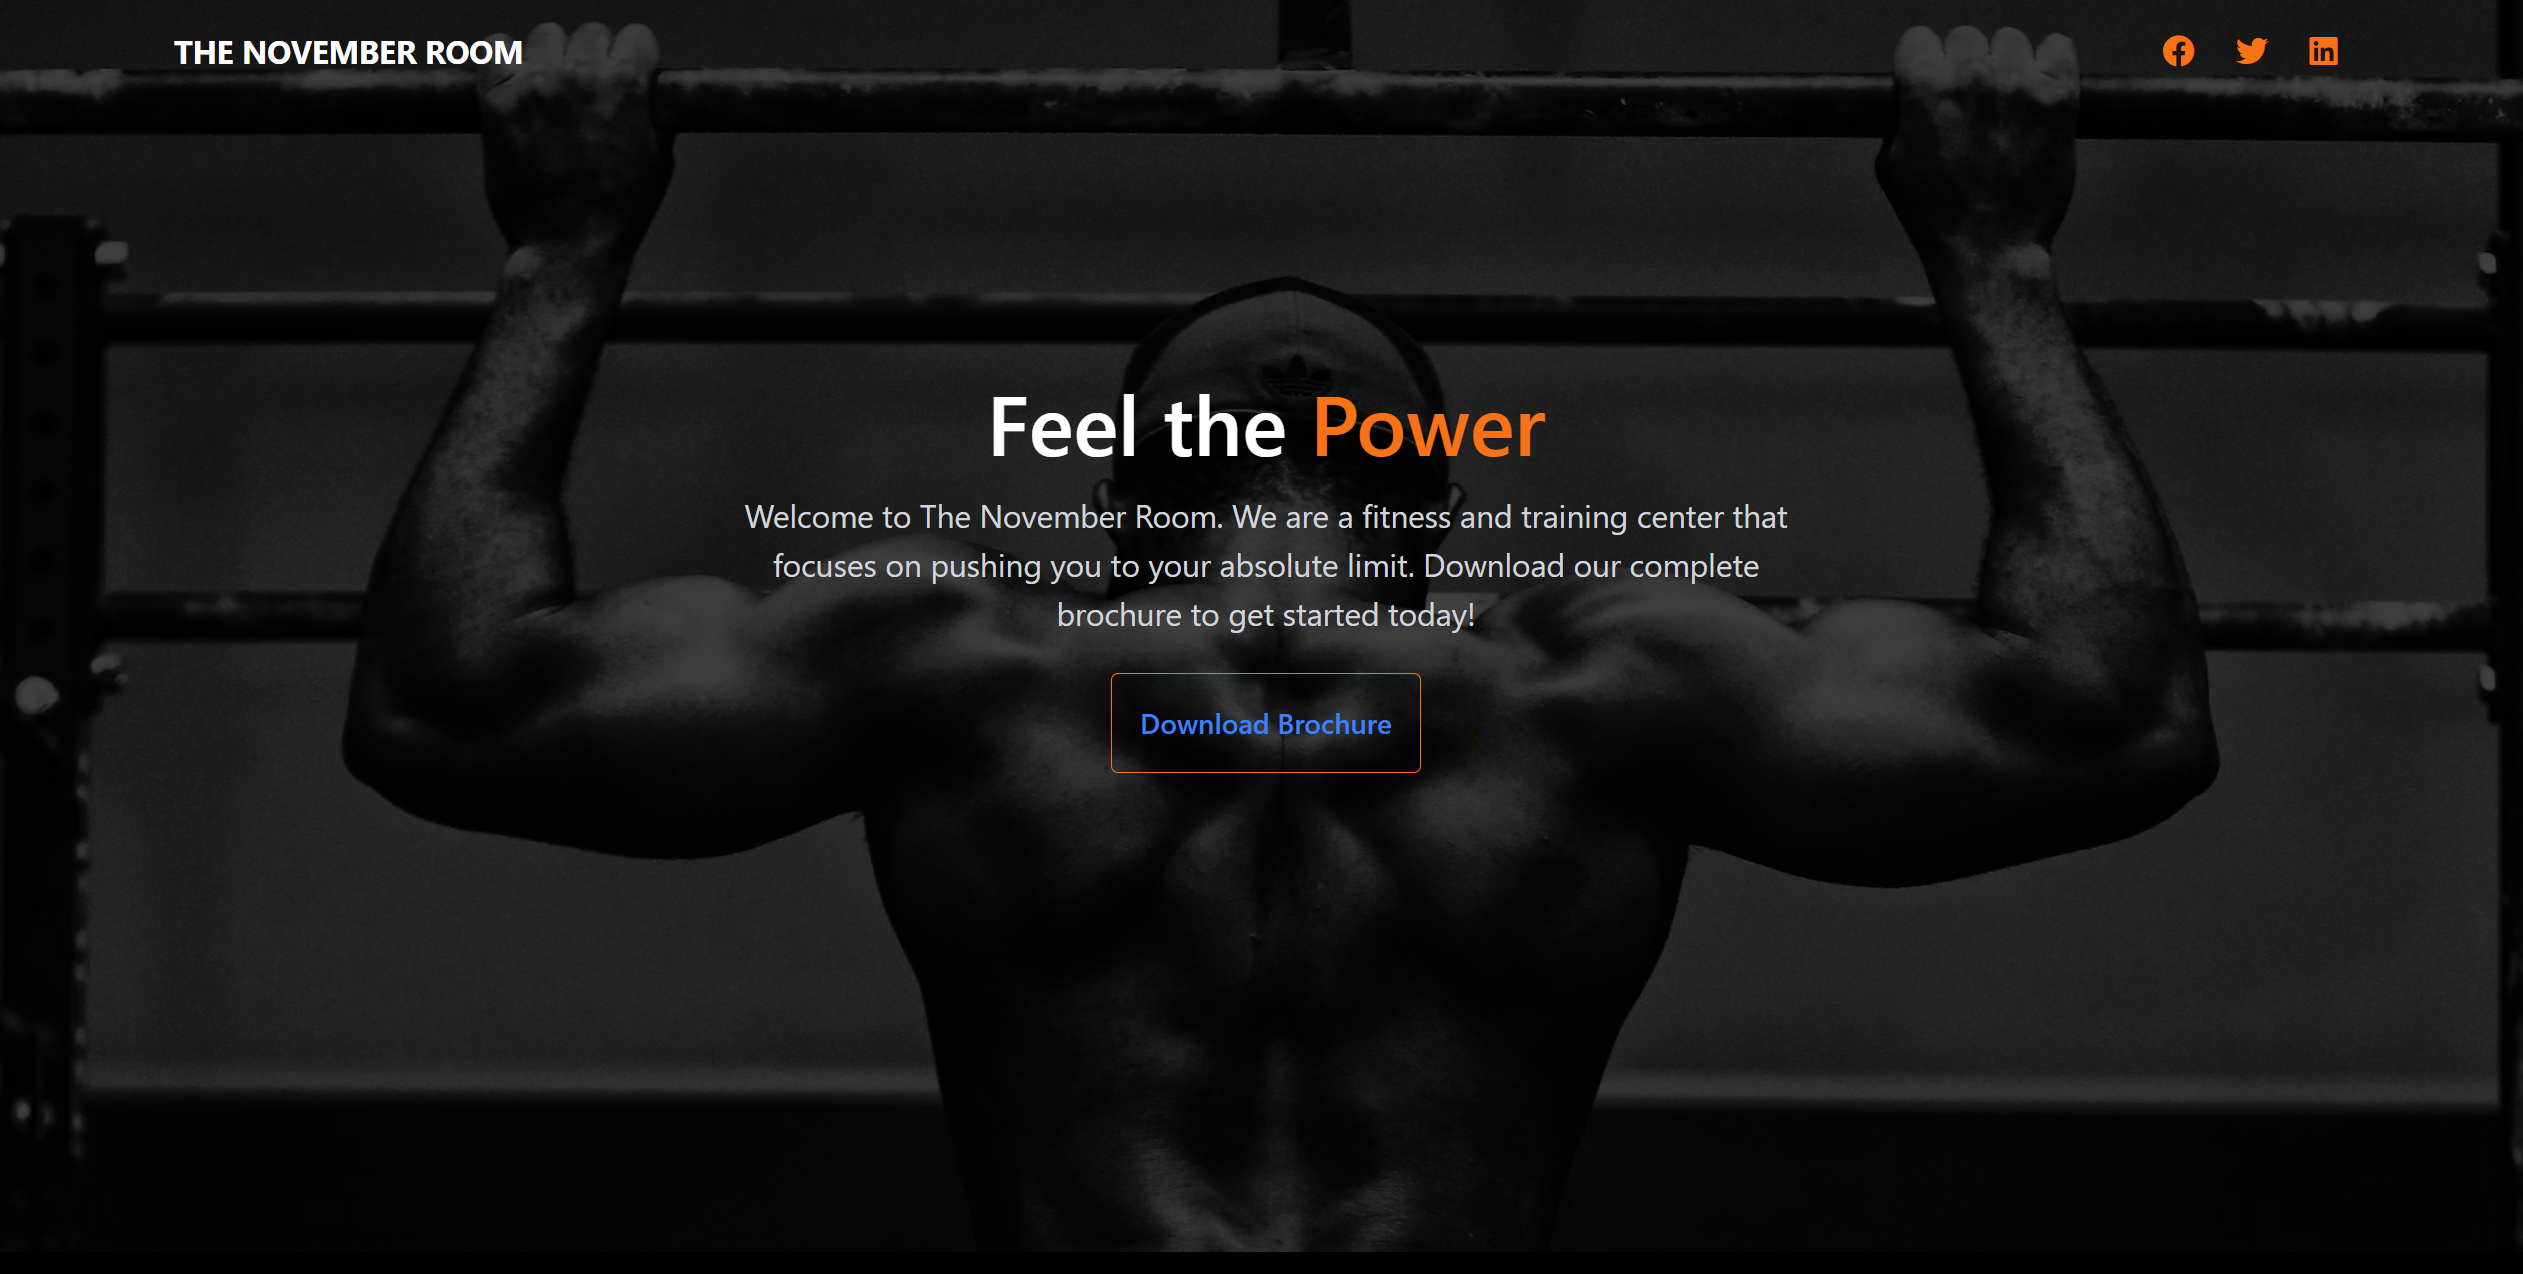 THE NOVEMBER ROOM
Feel the Power
Welcome to The November Room. We are a fitness and training center that
focuses on pushing you to your absolute limit. Download our complete
brochure to get started today!
Download Brochure